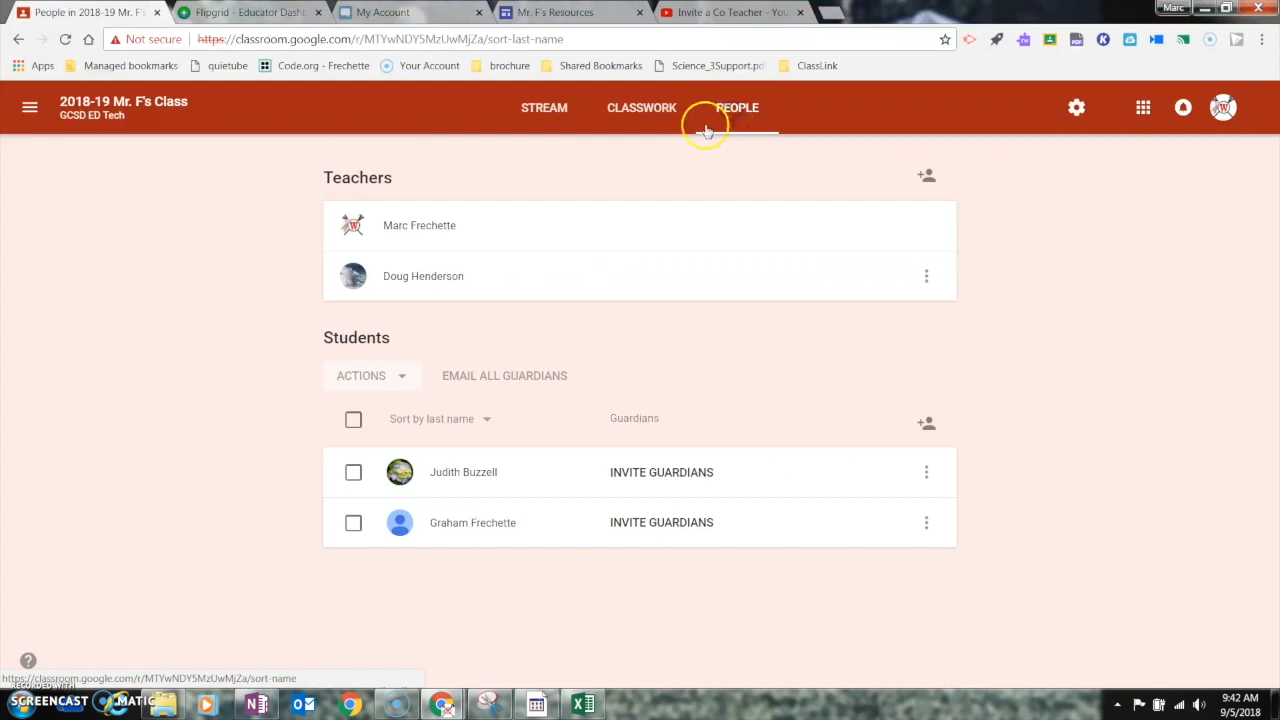 People in 2018-19 Mr. F's
Flipgrid - Educator Dashb
My Account
Mr. F's Resources
Invite a Co Teacher - You
Marc
Not secure https://classroom.google.com/r/MTYwNDY5MzUwMjZa/sort-last-name
Apps Managed bookmarks quietube Code.org - Frechette Your Account brochure Shared Bookmarks Science_3Support.pd ClassLink
2018-19 Mr. F's Class
GCSD ED Tech
STREAM CLASSWORK PEOPLE
Teachers
Marc Frechette
Doug Henderson
Students
ACTIONS EMAIL ALL GUARDIANS
Sort by last name Guardians
Judith Buzzell INVITE GUARDIANS
Graham Frechette INVITE GUARDIANS
https://classroom.google.com/r/MTYwNDY5MzUwMjZa/sort-name
RECORDED WITH
SCREENCAST MATIC
9:42 AM
9/5/2018